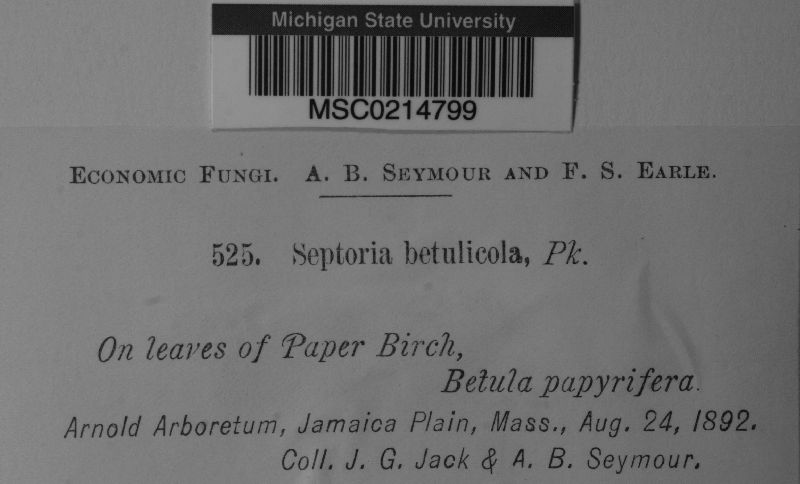 Michigan State University
MSC0214799
ECONOMIC FUNGI. A. B. SEYMOUR AND F. S. EARLE.
525. Septoria betulicola, Pk.
On leaves of Paper Birch,
Betula papyrifera.
Arnold Arboretum, Jamaica Plain, Mass., Aug. 24, 1892.
Coll. J. G. Jack & A. B. Seymour.